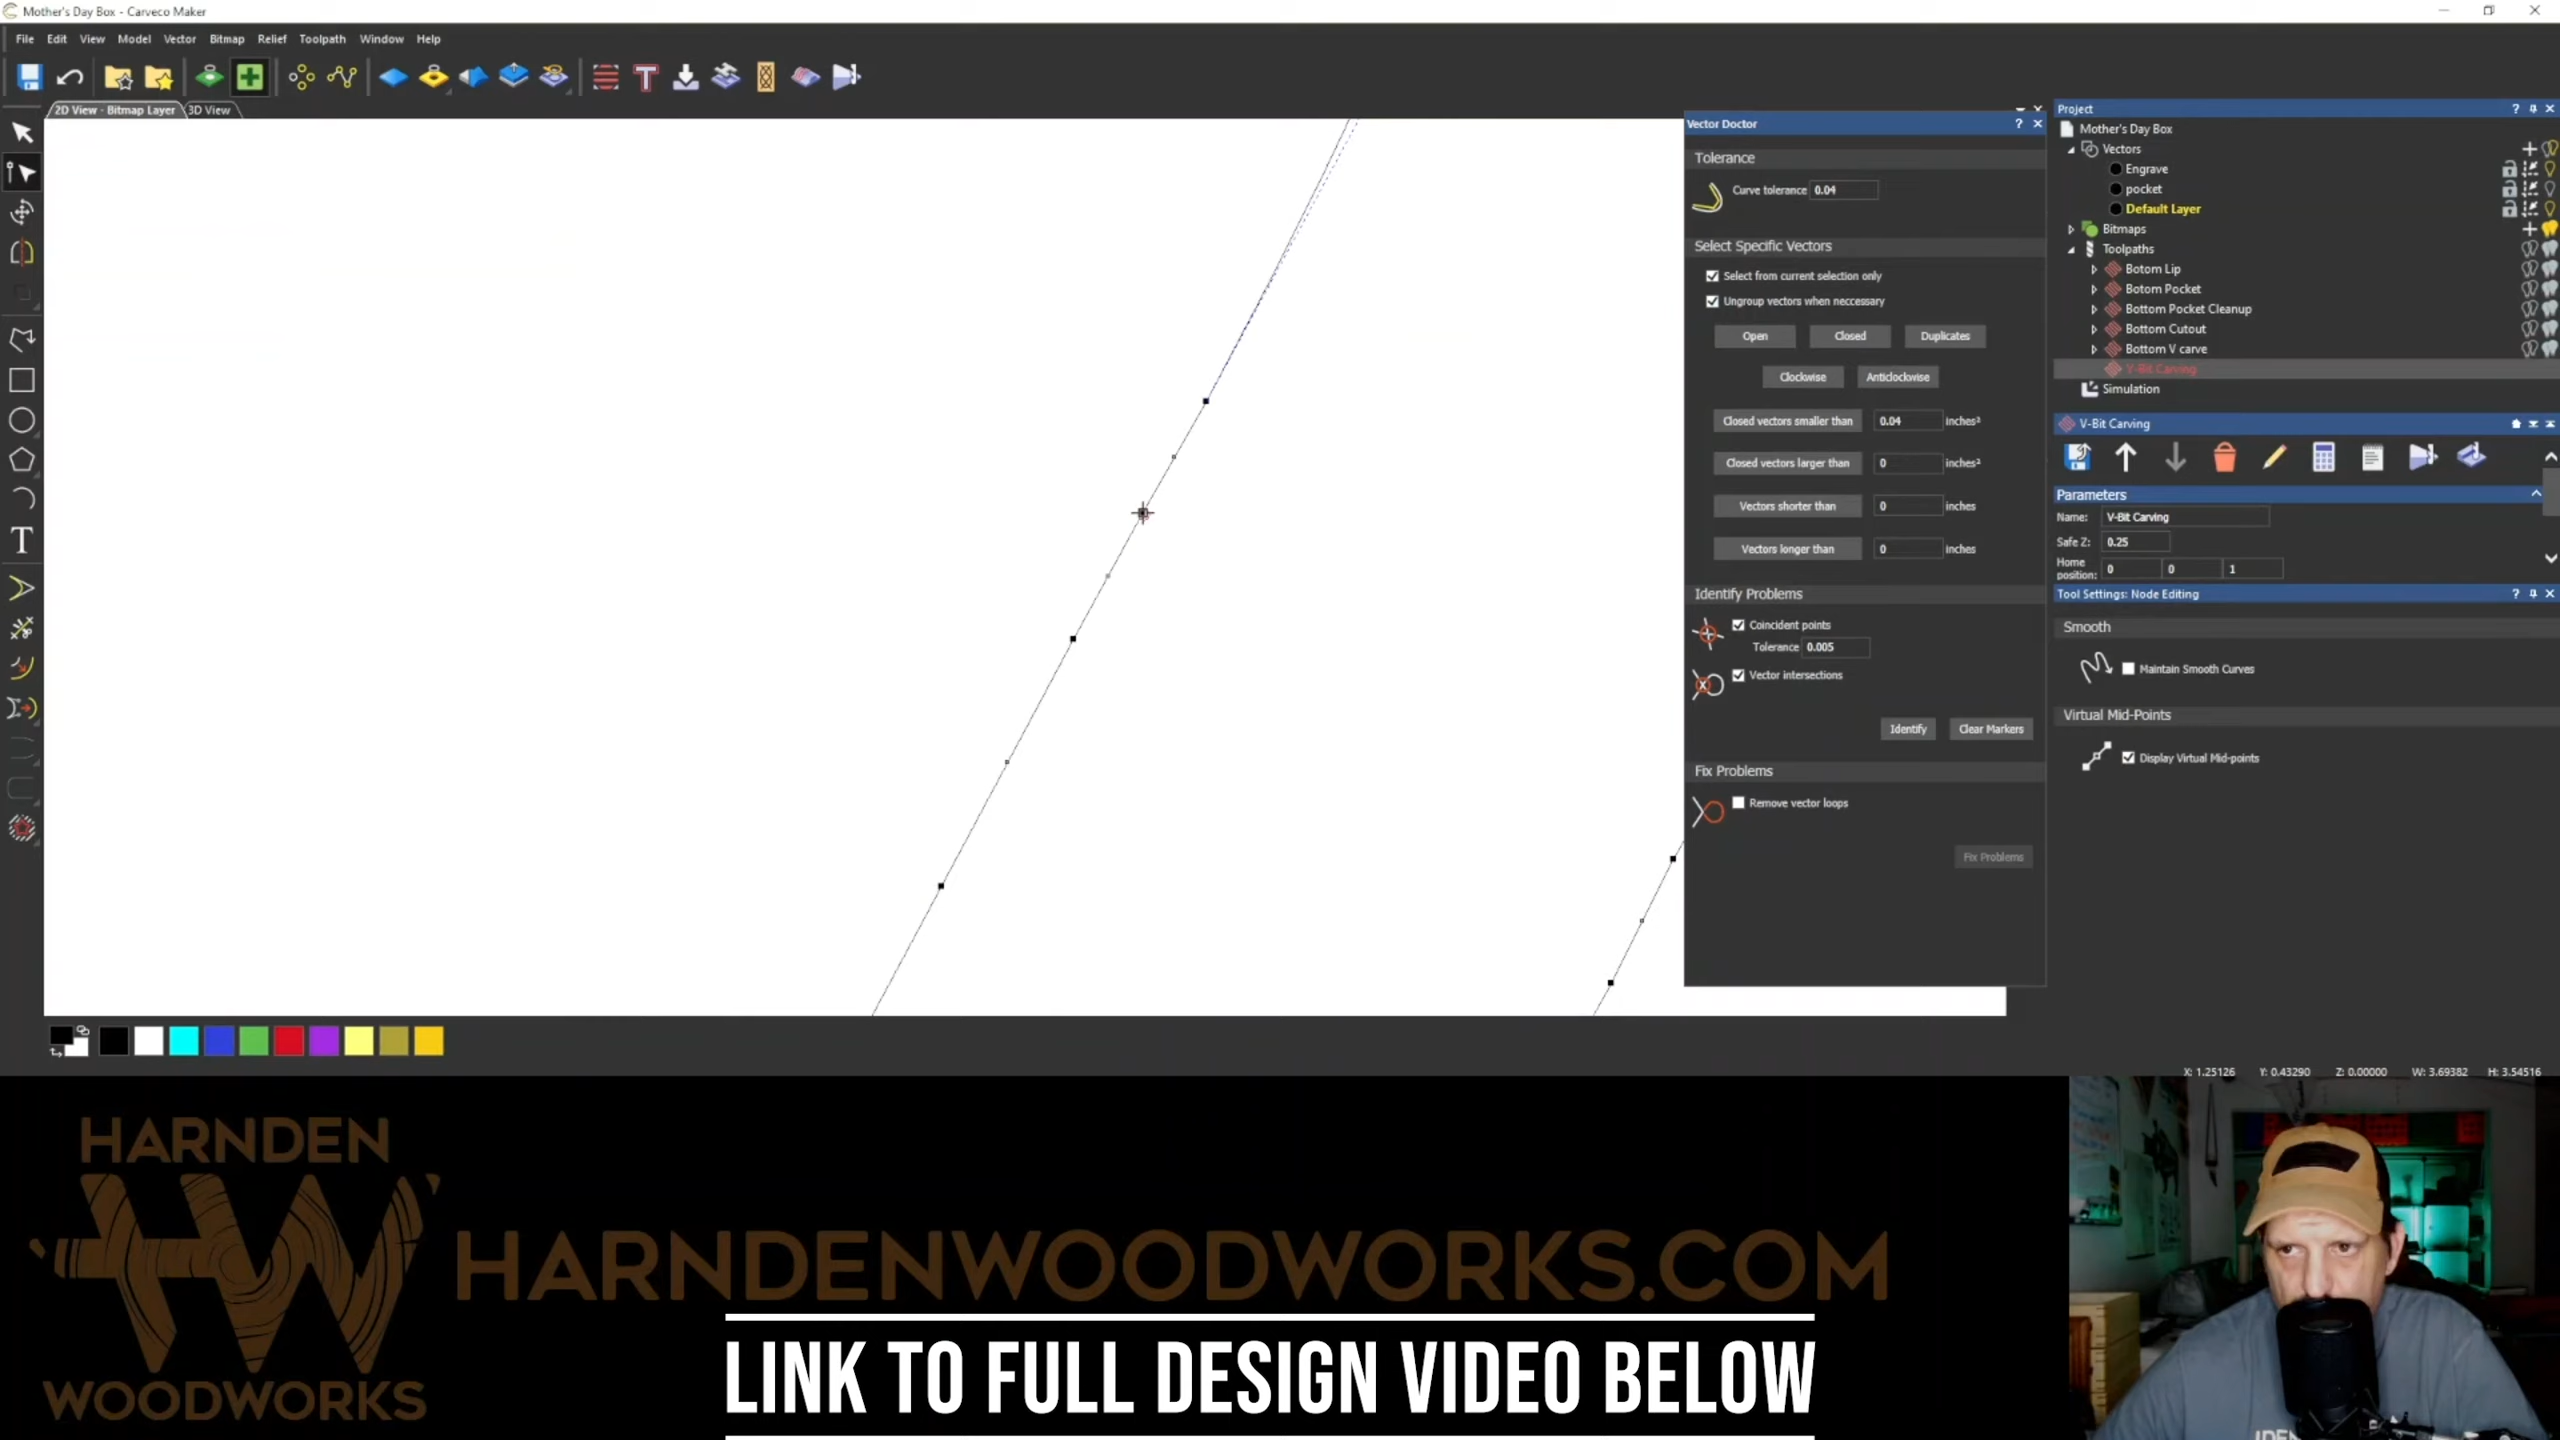 Mother's Day Box - Carveco Maker
File Edit View Model Vector Bitmap Relief Toolpath Window Help
2D View - Bitmap Layer 3D View
Vector Doctor ?
Tolerance
Curve tolerance 0.04
Select Specific Vectors
Select from current selection only
Ungroup vectors when neccessary
Open Closed Duplicates
Clockwise Anticlockwise
Closed vectors smaller than 0.04 inches²
Closed vectors larger than 0 inches²
Vectors shorter than 0 inches
Vectors longer than 0 inches
Identify Problems
Coincident points
Tolerance 0.005
Vector intersections
Identify Clear Markers
Fix Problems
Remove vector loops
Fix Problems
Project ?
Mother's Day Box
Vectors
Engrave
pocket
Default Layer
Bitmaps
Toolpaths
Botom Lip
Botom Pocket
Bottom Pocket Cleanup
Bottom Cutout
Bottom V carve
V-Bit Carving
Simulation
V-Bit Carving
Parameters
Name: V-Bit Carving
Safe Z: 0.25
Home position: 0 0 1
Tool Settings: Node Editing ?
Smooth
Maintain Smooth Curves
Virtual Mid-Points
Display Virtual Mid-points
X: 1.25126 Y: 0.43290 Z: 0.00000 W: 3.69382 H: 3.54516
HARNDEN
HW
WOODWORKS
HARNDENWOODWORKS.COM
LINK TO FULL DESIGN VIDEO BELOW